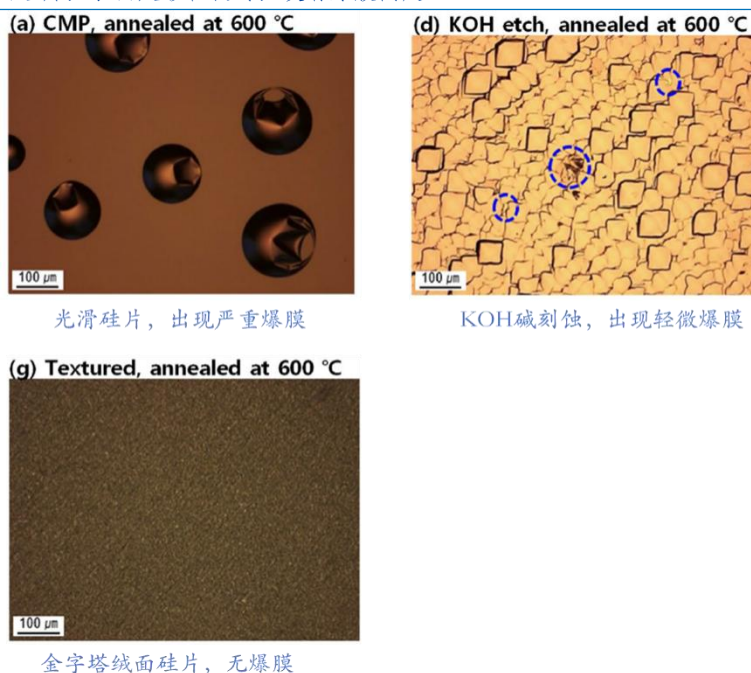 (a) CMP, annealed at 600 ℃
(d) KOH etch, annealed at 600 ℃
100 μm
100 μm
光滑硅片，出现严重爆膜
KOH碱刻蚀，出现轻微爆膜
(g) Textured, annealed at 600 ℃
100 μm
金字塔绒面硅片，无爆膜